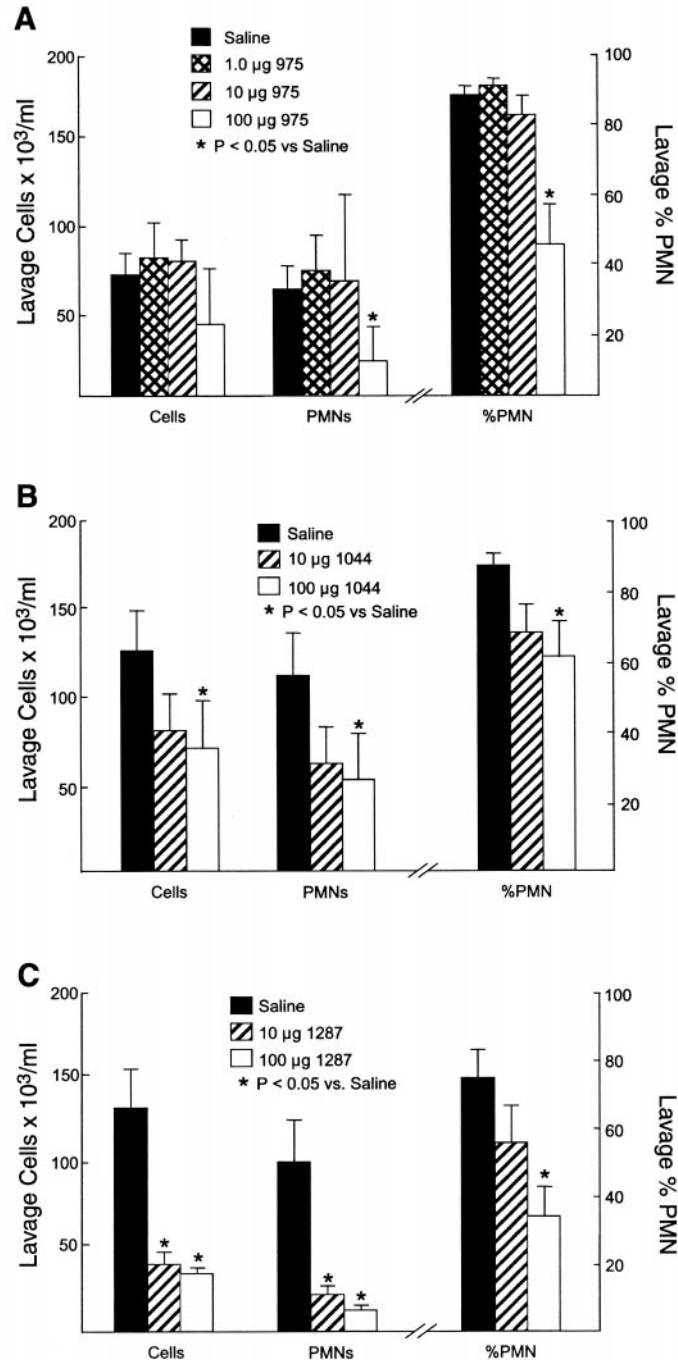 A
Saline
1.0 µg 975
10 µg 975
100 µg 975
* P < 0.05 vs Saline
Lavage Cells x 10³/ml
200
150
100
50
Lavage % PMN
100
80
60
40
20
*
*
Cells PMNs %PMN
B
Saline
10 µg 1044
100 µg 1044
* P < 0.05 vs Saline
Lavage Cells x 10³/ml
200
150
100
50
Lavage % PMN
100
80
60
40
20
*
*
*
Cells PMNs %PMN
C
Saline
10 µg 1287
100 µg 1287
* P < 0.05 vs. Saline
Lavage Cells x 10³/ml
200
150
100
50
Lavage % PMN
100
80
60
40
20
* *
* *
*
Cells PMNs %PMN